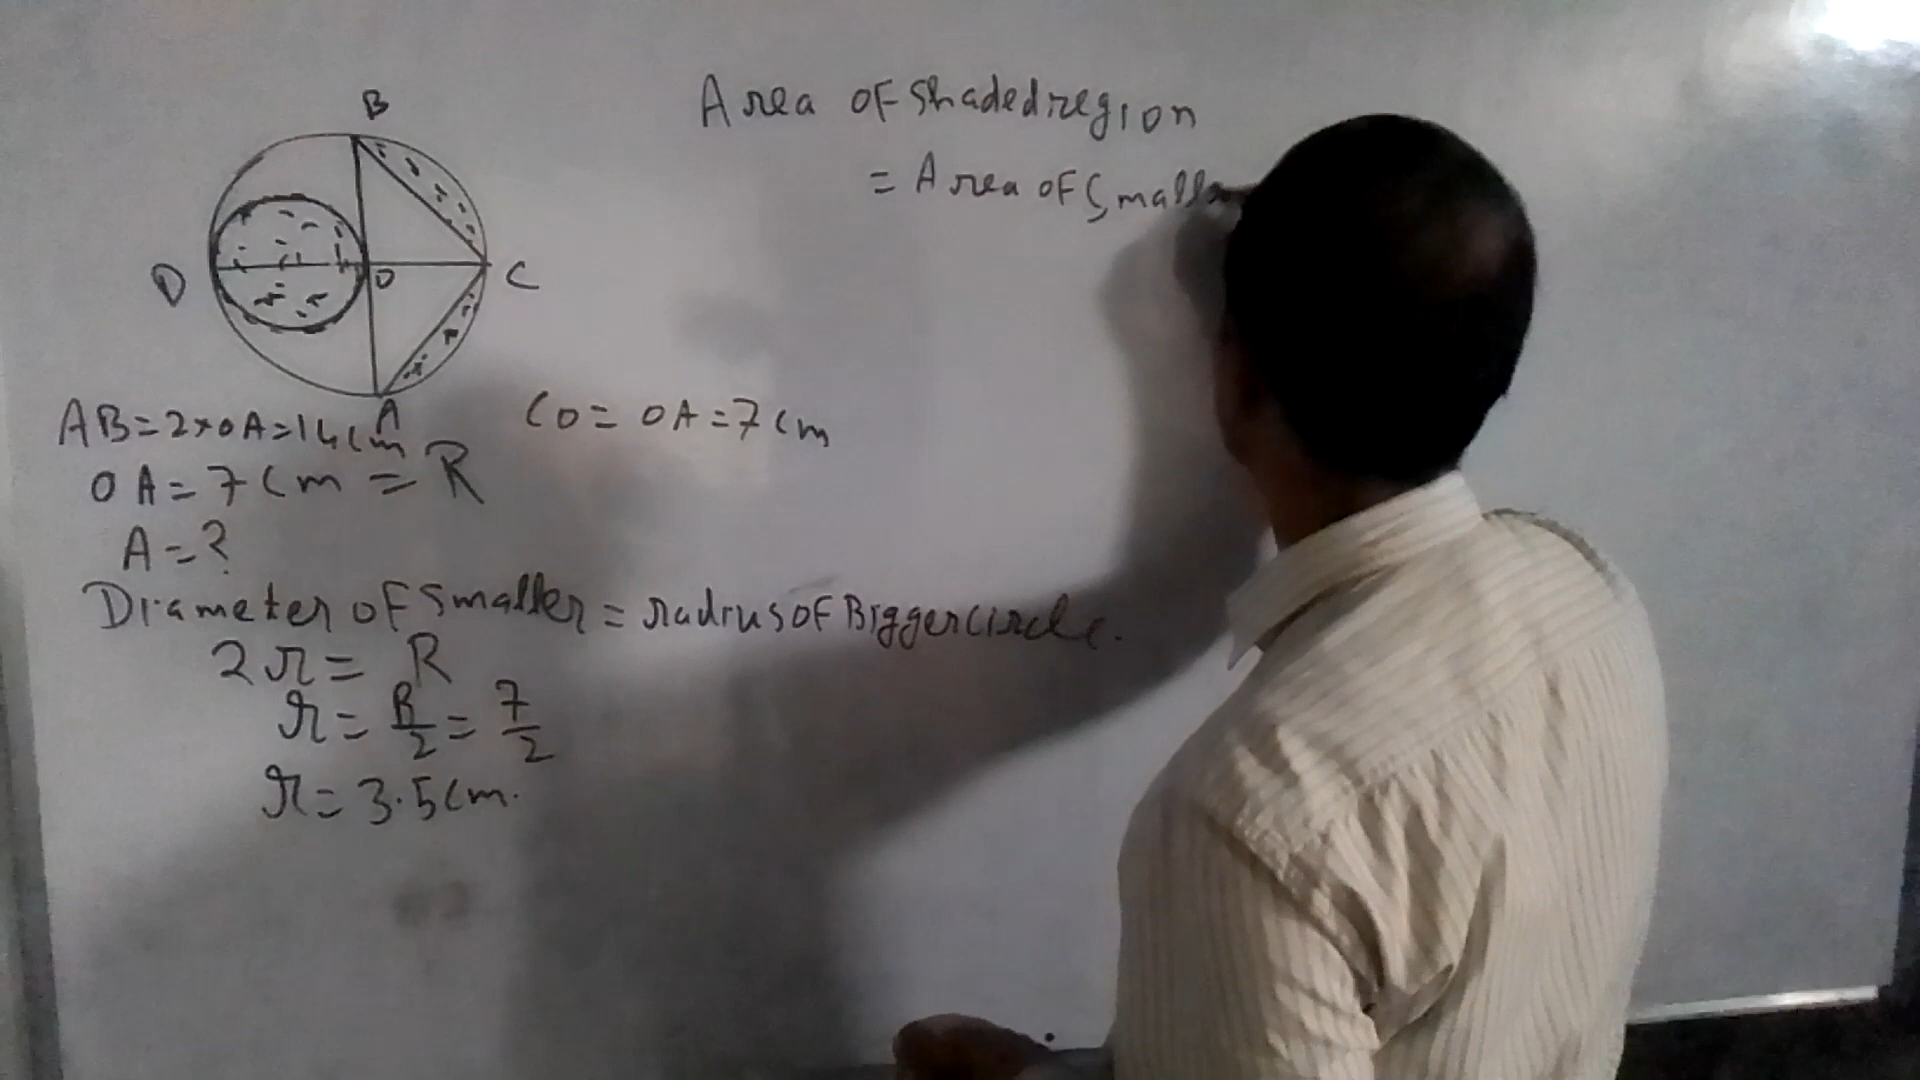 B
D
O
C
A
AB=2×OA=14cm
OA=7cm=R
A=?
CO=OA=7cm
Diameter of smaller=radius of Bigger circle.
2r=R
r=R/2=7/2
r=3.5cm.
Area of shaded region
=Area of Smaller